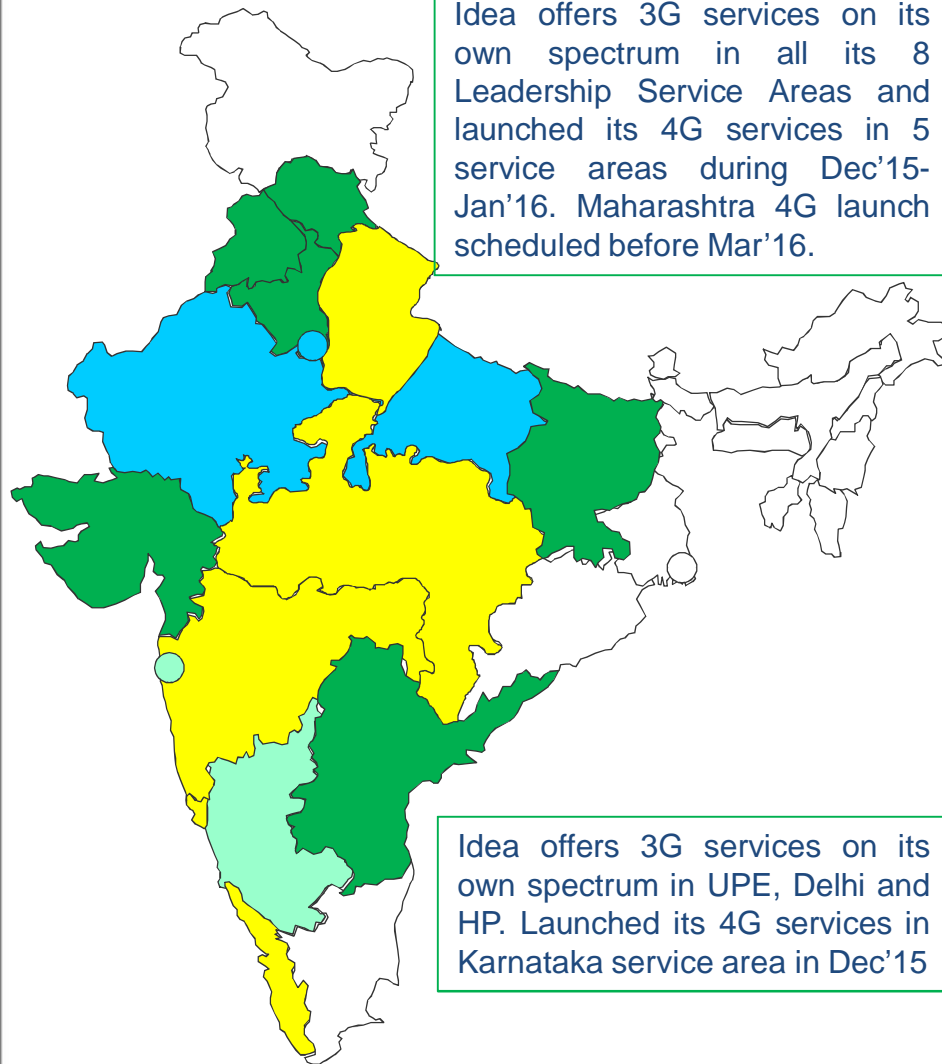 Idea offers 3G services on its
own spectrum in all its 8
Leadership Service Areas and
launched its 4G services in 5
service areas during Dec’15-
Jan’16. Maharashtra 4G launch
scheduled before Mar’16.
Idea offers 3G services on its
own spectrum in UPE, Delhi and
HP. Launched its 4G services in
Karnataka service area in Dec’15